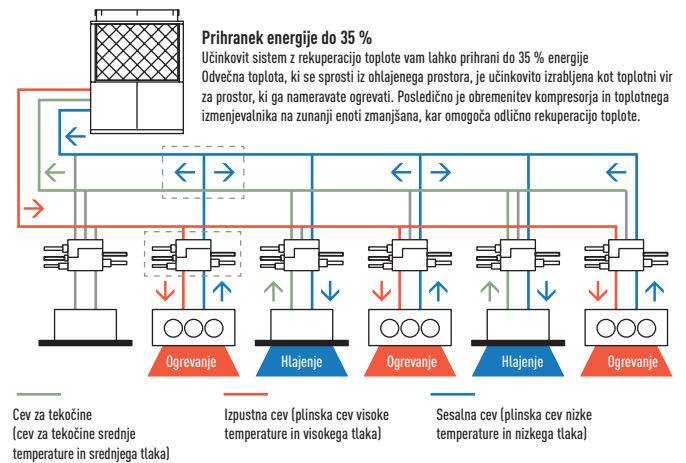 Prihranek energije do 35 %
Učinkovit sistem z rekuperacijo toplote vam lahko prihrani do 35 % energije
Odvečna toplota, ki se sprosti iz ohlajenega prostora, je učinkovito izrabljena kot toplotni vir
za prostor, ki ga nameravate ogrevati. Posledično je obremenitev kompresorja in toplotnega
izmenjevalnika na zunanji enoti zmanjšana, kar omogoča odlično rekuperacijo toplote.
Ogrevanje
Hlajenje
Ogrevanje
Hlajenje
Ogrevanje
Cev za tekočine
(cev za tekočine srednje
temperature in srednjega tlaka)
Izpustna cev (plinska cev visoke
temperature in visokega tlaka)
Sesalna cev (plinska cev nizke
temperature in nizkega tlaka)